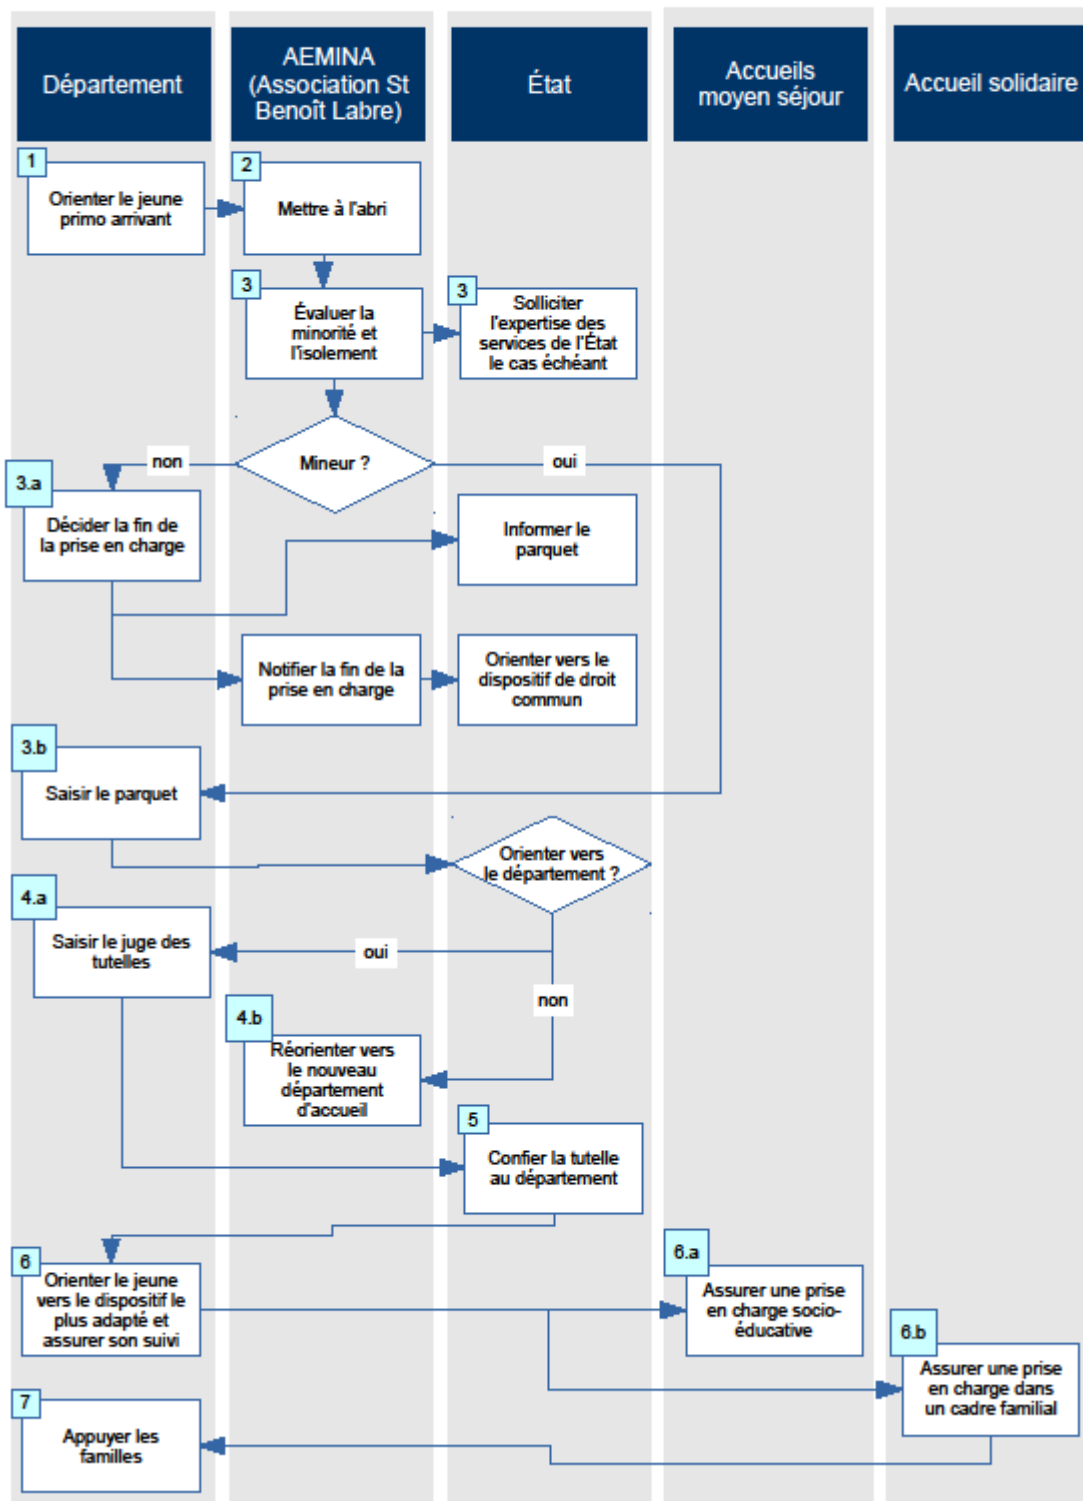 Département
AEMINA
(Association St
Benoît Labre)
État
Accueils
moyen séjour
Accueil solidaire
1
Orienter le jeune
primo arrivant
2
Mettre à l'abri
3
Évaluer la
minorité et
l'isolement
3
Solliciter
l'expertise des
services de l'État
le cas échéant
Mineur ?
non
oui
3.a
Décider la fin de
la prise en charge
Informer le
parquet
Notifier la fin de la
prise en charge
Orienter vers le
dispositif de droit
commun
3.b
Saisir le parquet
Orienter vers
le département ?
4.a
Saisir le juge des
tutelles
oui
non
4.b
Réorienter vers
le nouveau
département
d'accueil
5
Confier la tutelle
au département
6
Orienter le jeune
vers le dispositif le
plus adapté et
assurer son suivi
6.a
Assurer une prise
en charge socio-
éducative
6.b
Assurer une prise
en charge dans
un cadre familial
7
Appuyer les
familles